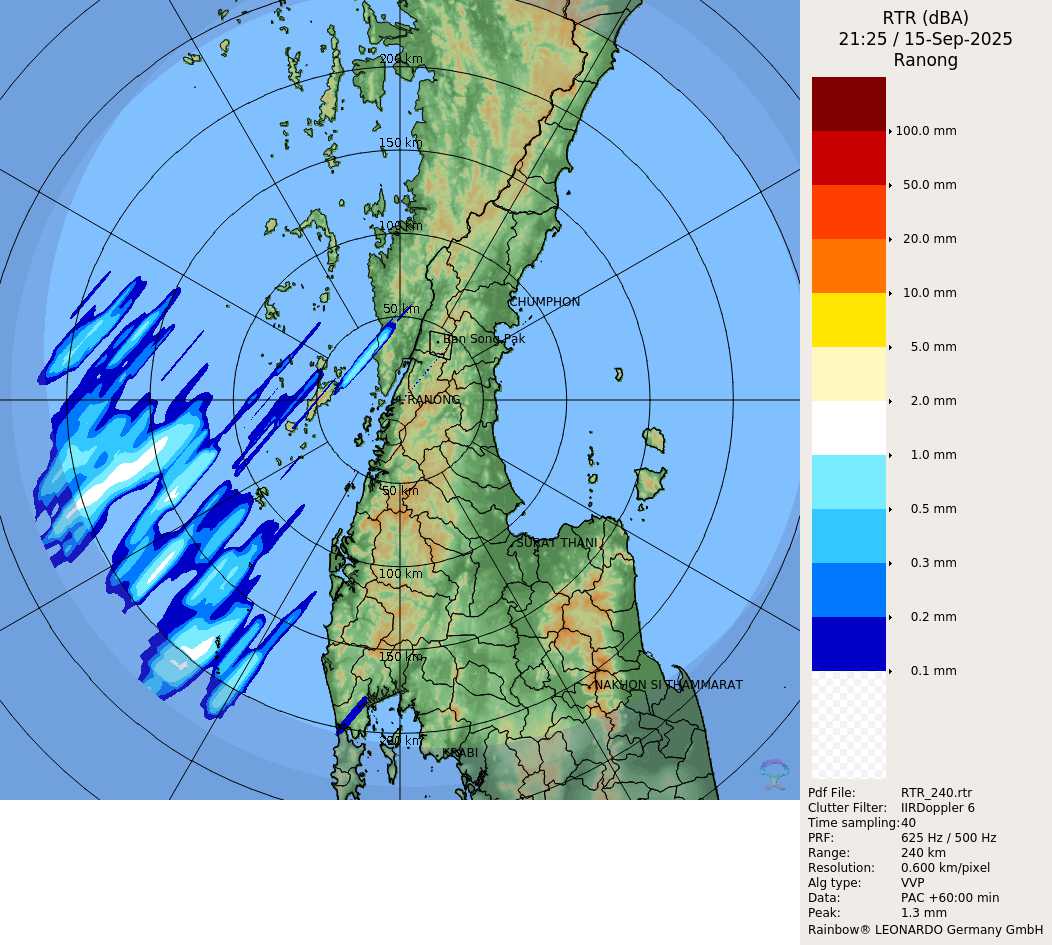 RTR (dBA)
21:25 / 15-Sep-2025
Ranong
100.0 mm
50.0 mm
20.0 mm
10.0 mm
5.0 mm
2.0 mm
1.0 mm
0.5 mm
0.3 mm
0.2 mm
0.1 mm
Pdf File: RTR_240.rtr
Clutter Filter: IIRDoppler 6
Time sampling: 40
PRF: 625 Hz / 500 Hz
Range: 240 km
Resolution: 0.600 km/pixel
Alg type: VVP
Data: PAC +60:00 min
Peak: 1.3 mm
Rainbow® LEONARDO Germany GmbH
200 km
150 km
100 km
CHUMPHON
50 km
Ban Song Pak
RANONG
50 km
SURAT THANI
100 km
150 km
NAKHON SI THAMMARAT
200 km
KRABI